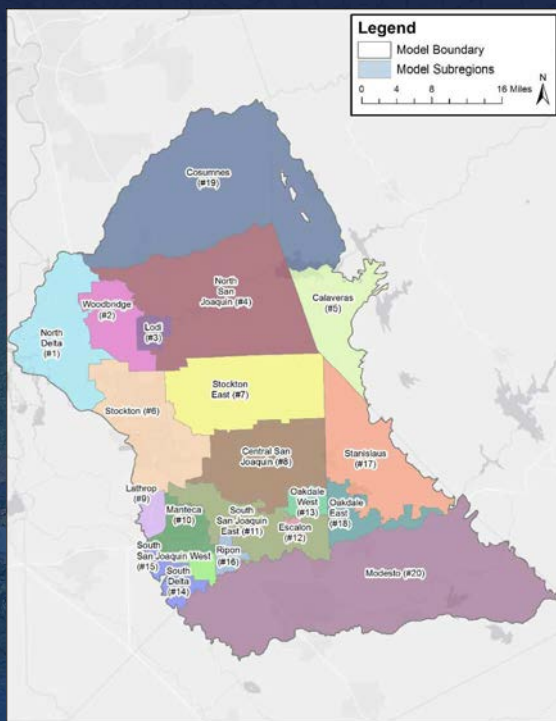 Legend
Model Boundary
Model Subregions
0 4 8 16 Miles
N
Cosumnes
(#19)
North
San
Joaquin (#4)
Calaveras
(#5)
Woodbridge
(#2)
Lodi
(#3)
North
Delta
(#1)
Stockton
East (#7)
Stockton (#6)
Central San
Joaquin (#8)
Stanislaus
(#17)
Lathrop
(#9)
Manteca
(#10)
South
San Joaquin
East (#11)
Oakdale
West
(#13)
Oakdale
East
(#18)
Escalon
(#12)
South
San Joaquin West
(#15)
Ripon
(#16)
South
Delta
(#14)
Modesto (#20)